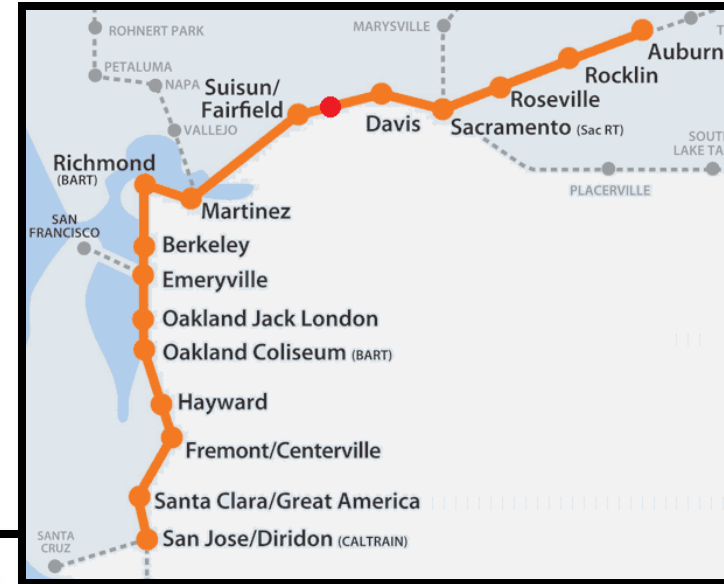 ROHNERT PARK
MARYSVILLE
Auburn
PETALUMA
NAPA
Suisun/
Fairfield
Rocklin
Roseville
VALLEJO
Davis
Sacramento (Sac RT)
SOUT
LAKE TA
Richmond
(BART)
PLACERVILLE
SAN
FRANCISCO
Martinez
Berkeley
Emeryville
Oakland Jack London
Oakland Coliseum (BART)
Hayward
Fremont/Centerville
Santa Clara/Great America
SANTA
CRUZ
San Jose/Diridon (CALTRAIN)